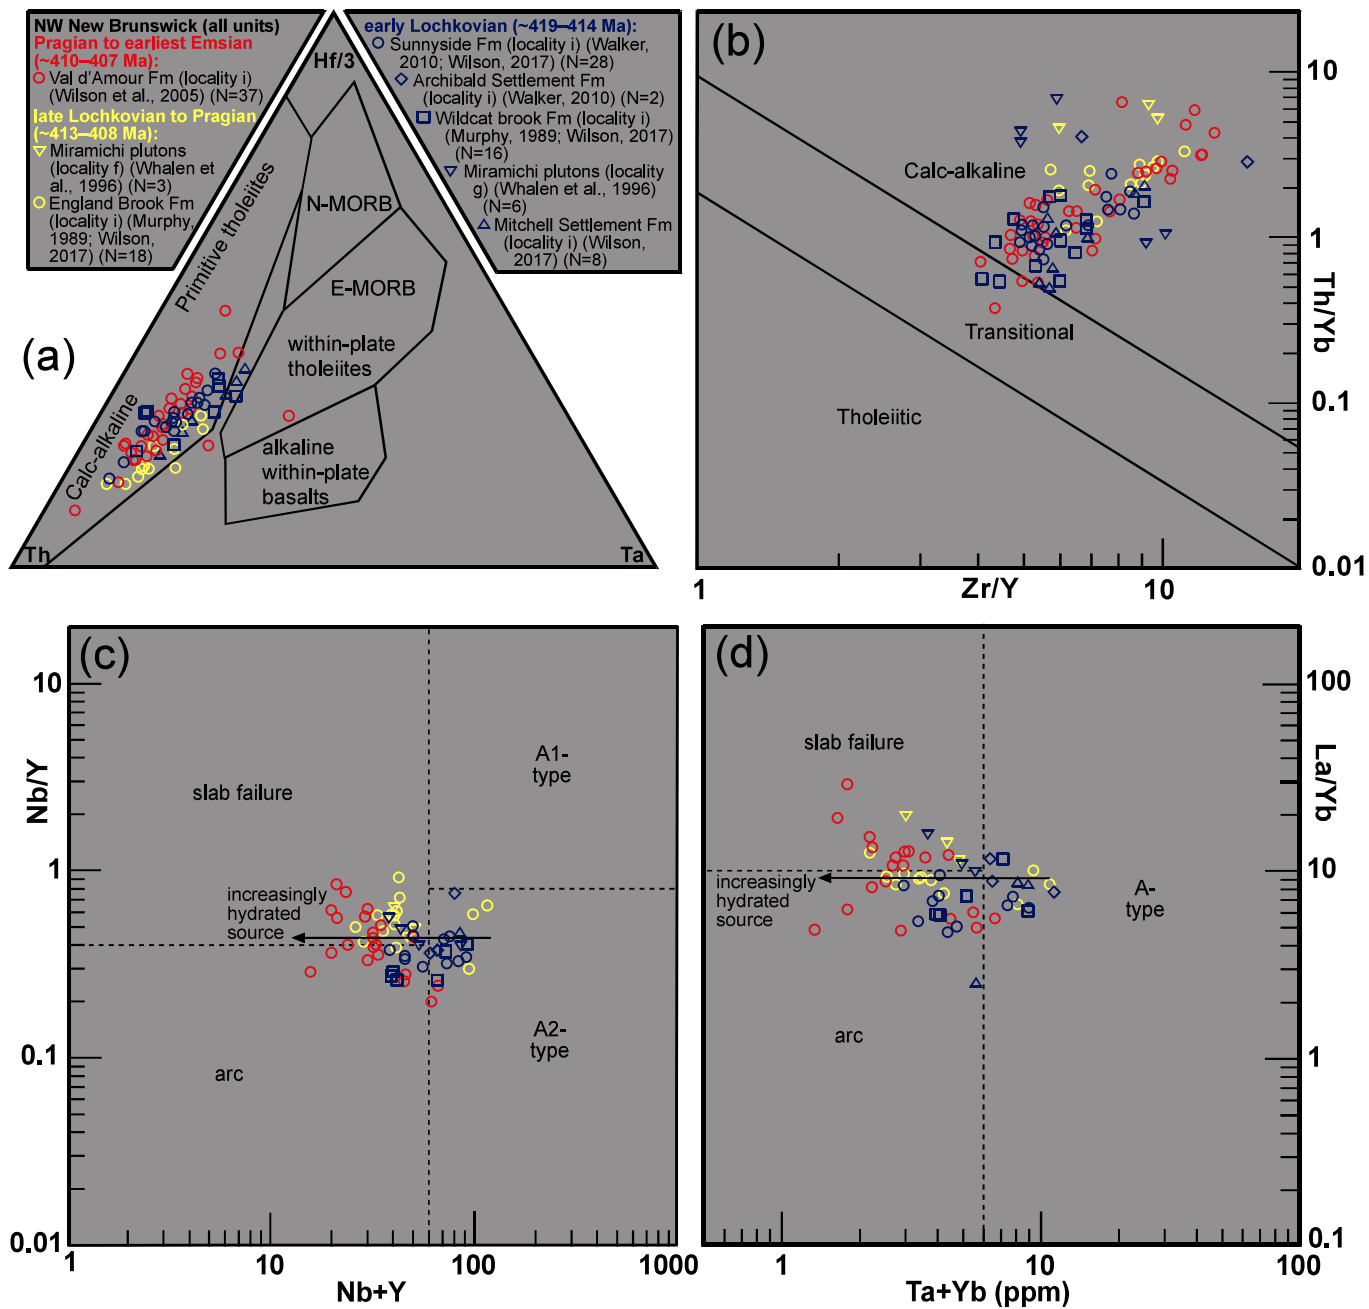 NW New Brunswick (all units)
Pragian to earliest Emsian
(~410–407 Ma):
Val d'Amour Fm (locality i)
(Wilson et al., 2005) (N=37)
late Lochkovian to Pragian
(~413–408 Ma):
Miramichi plutons
(locality f) (Whalen
et al., 1996) (N=3)
England Brook Fm
(locality i) (Murphy,
1989; Wilson,
2017) (N=18)
early Lochkovian (~419–414 Ma):
Sunnyside Fm (locality i) (Walker,
2010; Wilson, 2017) (N=28)
Archibald Settlement Fm
(locality i) (Walker, 2010) (N=2)
Wildcat brook Fm (locality i)
(Murphy, 1989; Wilson, 2017)
(N=16)
Miramichi plutons (locality
g) (Whalen et al., 1996)
(N=6)
Mitchell Settlement Fm
(locality i) (Wilson,
2017) (N=8)
(a)
Hf/3
Primitive tholeiites
N-MORB
E-MORB
within-plate
tholeiites
Calc-alkaline
alkaline
within-plate
basalts
Th
Ta
(b)
Calc-alkaline
Transitional
Tholeiitic
10
1
0.1
0.01
Th/Yb
1
Zr/Y
10
(c)
10
1
0.1
0.01
Nb/Y
A1-
type
slab failure
increasingly
hydrated
source
A2-
type
arc
1
10
100
1000
Nb+Y
(d)
slab failure
increasingly
hydrated
source
A-
type
arc
100
10
1
0.1
La/Yb
1
10
100
Ta+Yb (ppm)